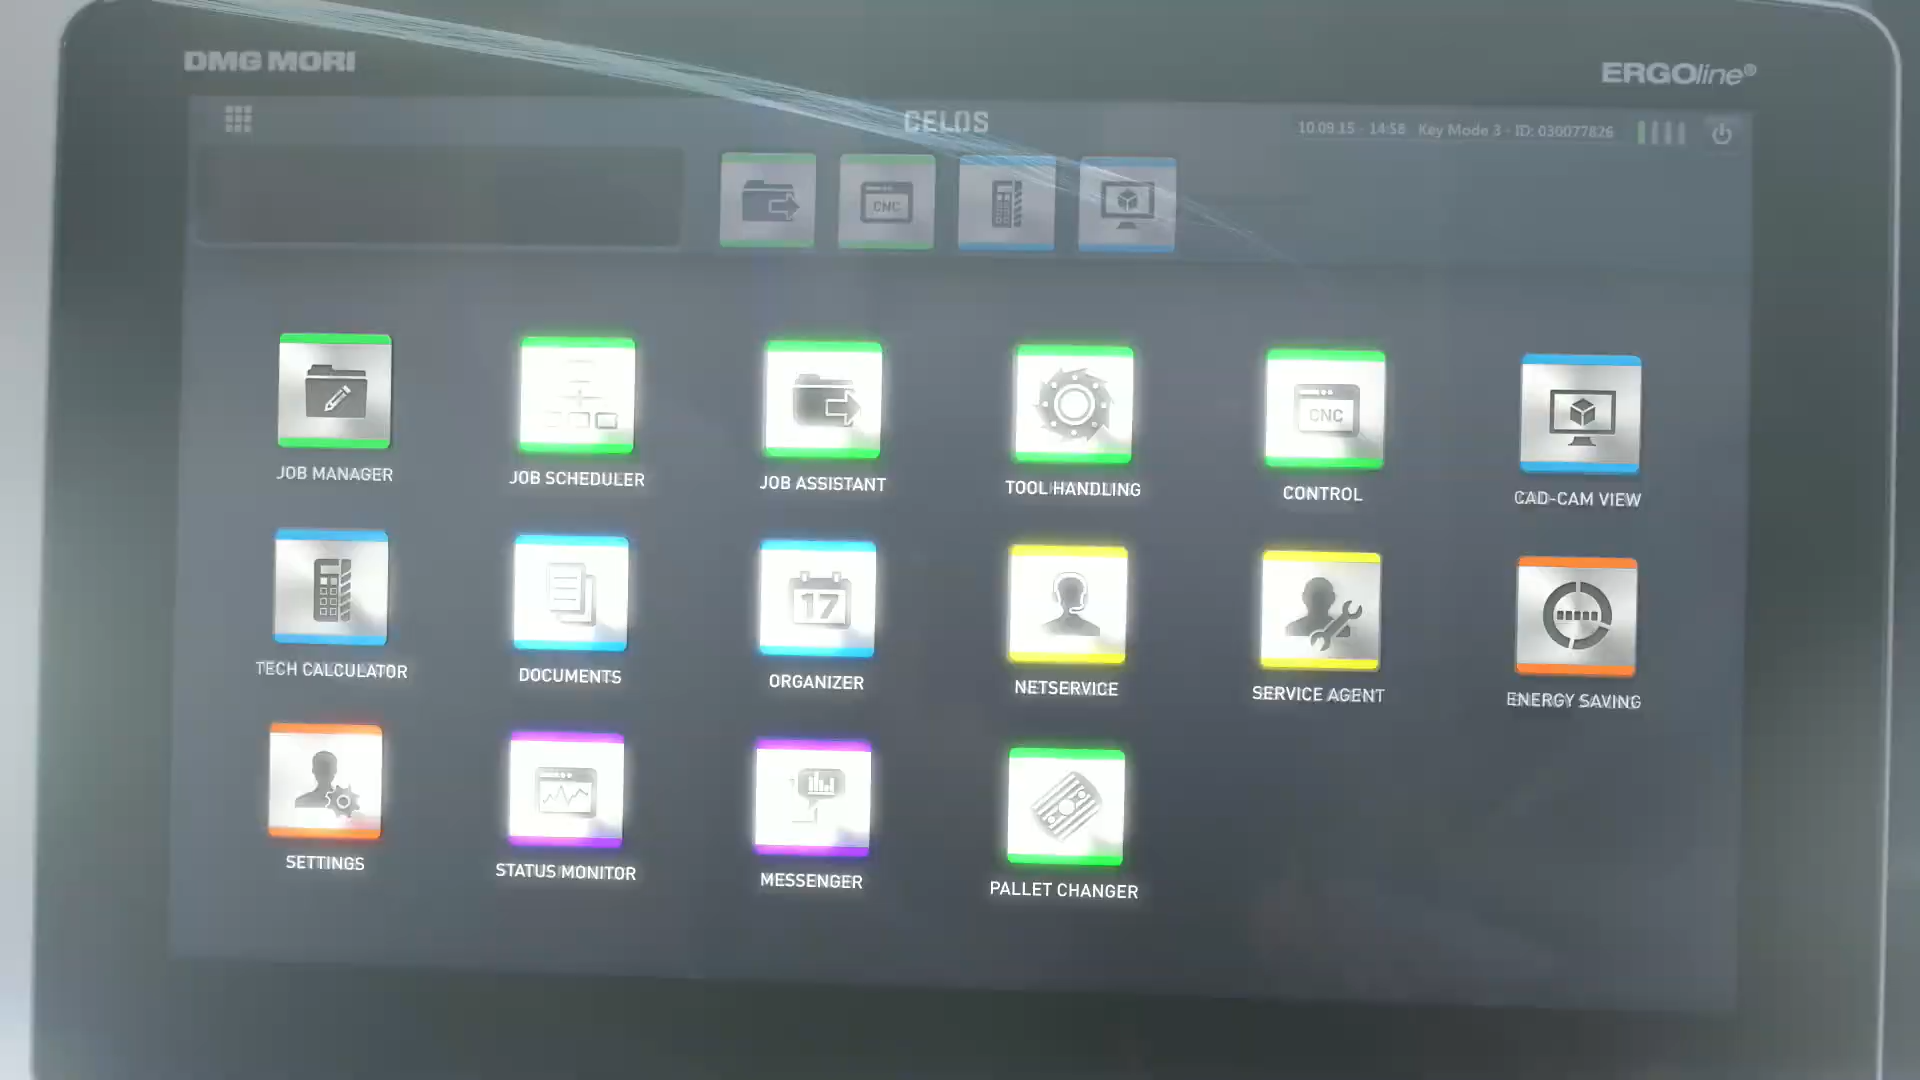 DMG MORI
ERGOline®
CELOS
10.09.15 - 14:58 Key Mode 3 - ID: 030077826
CNC
JOB MANAGER
JOB SCHEDULER
JOB ASSISTANT
TOOL HANDLING
CNC
CONTROL
CAD-CAM VIEW
TECH CALCULATOR
DOCUMENTS
17
ORGANIZER
NETSERVICE
SERVICE AGENT
ENERGY SAVING
SETTINGS
STATUS MONITOR
MESSENGER
PALLET CHANGER